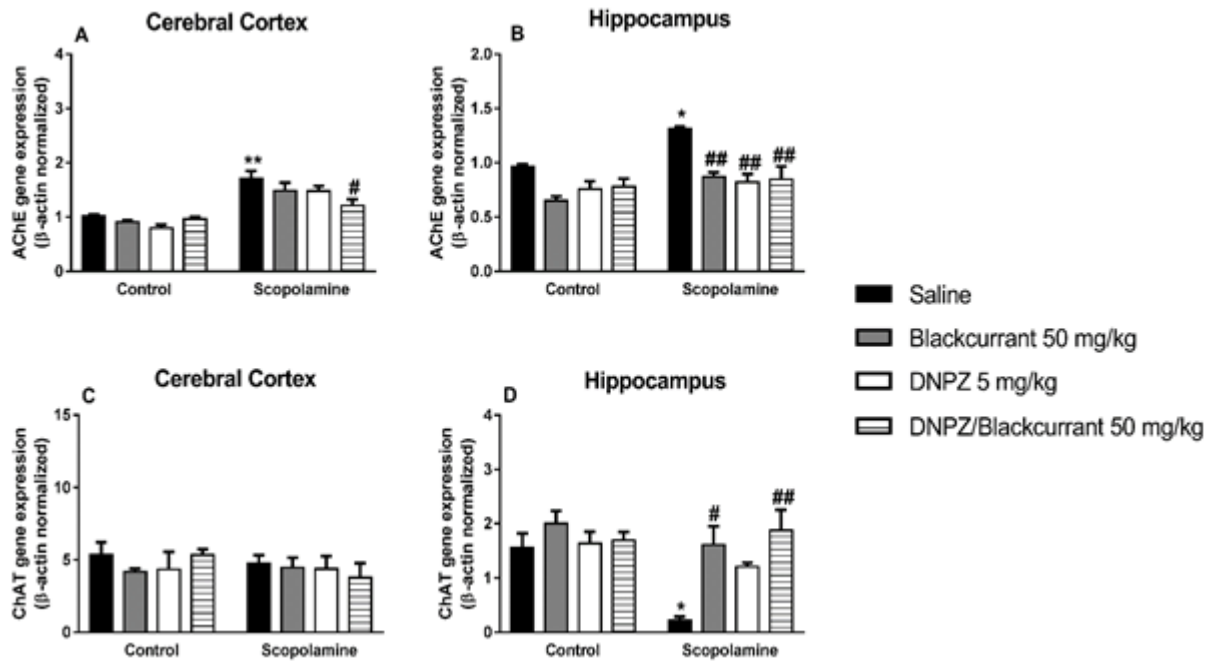 A
Cerebral Cortex
AChE gene expression
(β-actin normalized)
4
3
2
1
0
**
#
Control
Scopolamine
B
Hippocampus
AChE gene expression
(β-actin normalized)
2.0
1.5
1.0
0.5
0.0
*
##
##
##
Control
Scopolamine
Saline
Blackcurrant 50 mg/kg
DNPZ 5 mg/kg
DNPZ/Blackcurrant 50 mg/kg
C
Cerebral Cortex
ChAT gene expression
(β-actin normalized)
15
10
5
0
Control
Scopolamine
D
Hippocampus
ChAT gene expression
(β-actin normalized)
4
3
2
1
0
*
#
##
Control
Scopolamine